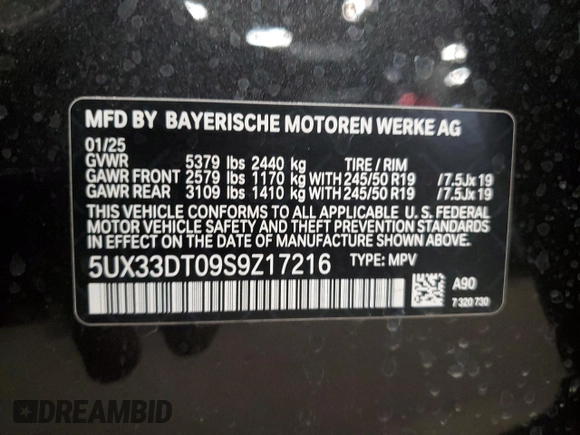 MFD BY BAYERISCHE MOTOREN WERKE AG
01/25
GVWR 5379 lbs 2440 kg TIRE / RIM
GAWR FRONT 2579 lbs 1170 kg WITH 245/50 R19 /7.5Jx19
GAWR REAR 3109 lbs 1410 kg WITH 245/50 R19 /7.5Jx19
THIS VEHICLE CONFORMS TO ALL APPLICABLE U. S. FEDERAL
MOTOR VEHICLE SAFETY AND THEFT PREVENTION STANDARDS
IN EFFECT ON THE DATE OF MANUFACTURE SHOWN ABOVE.
5UX33DT09S9Z17216 TYPE: MPV
A90
7 320 730
DREAMBID